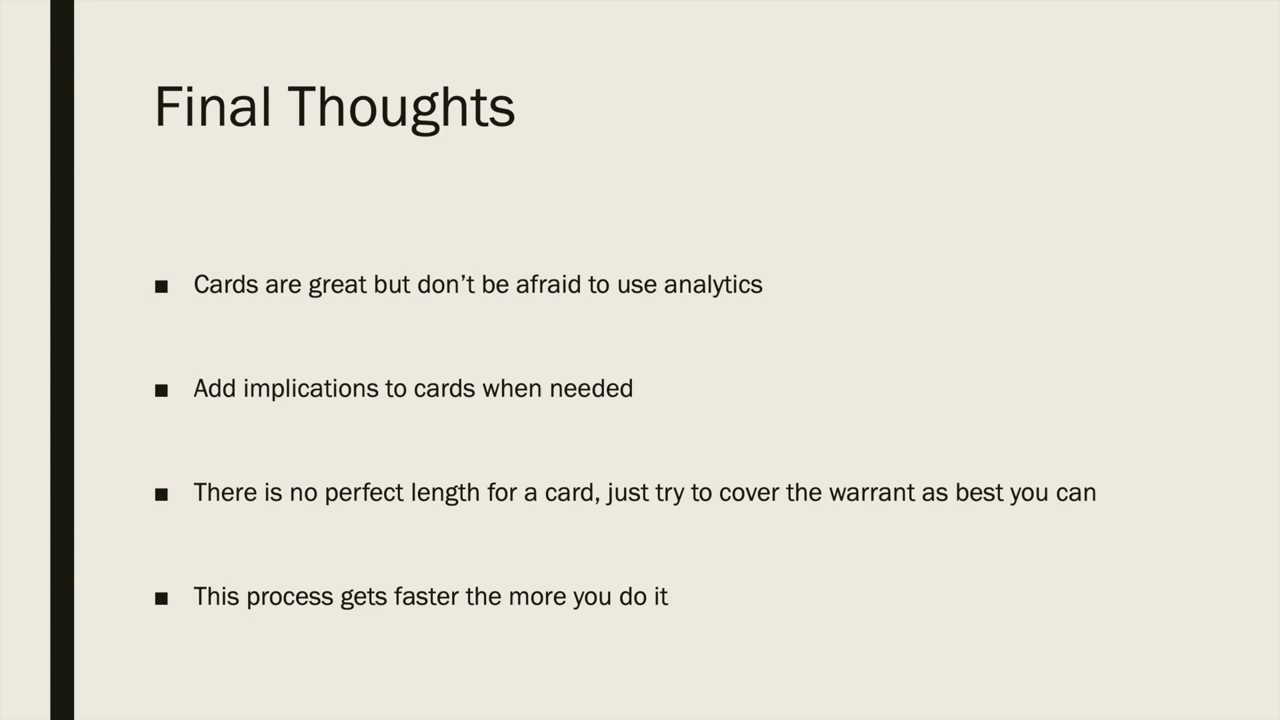 Final Thoughts
■ Cards are great but don’t be afraid to use analytics
■ Add implications to cards when needed
■ There is no perfect length for a card, just try to cover the warrant as best you can
■ This process gets faster the more you do it